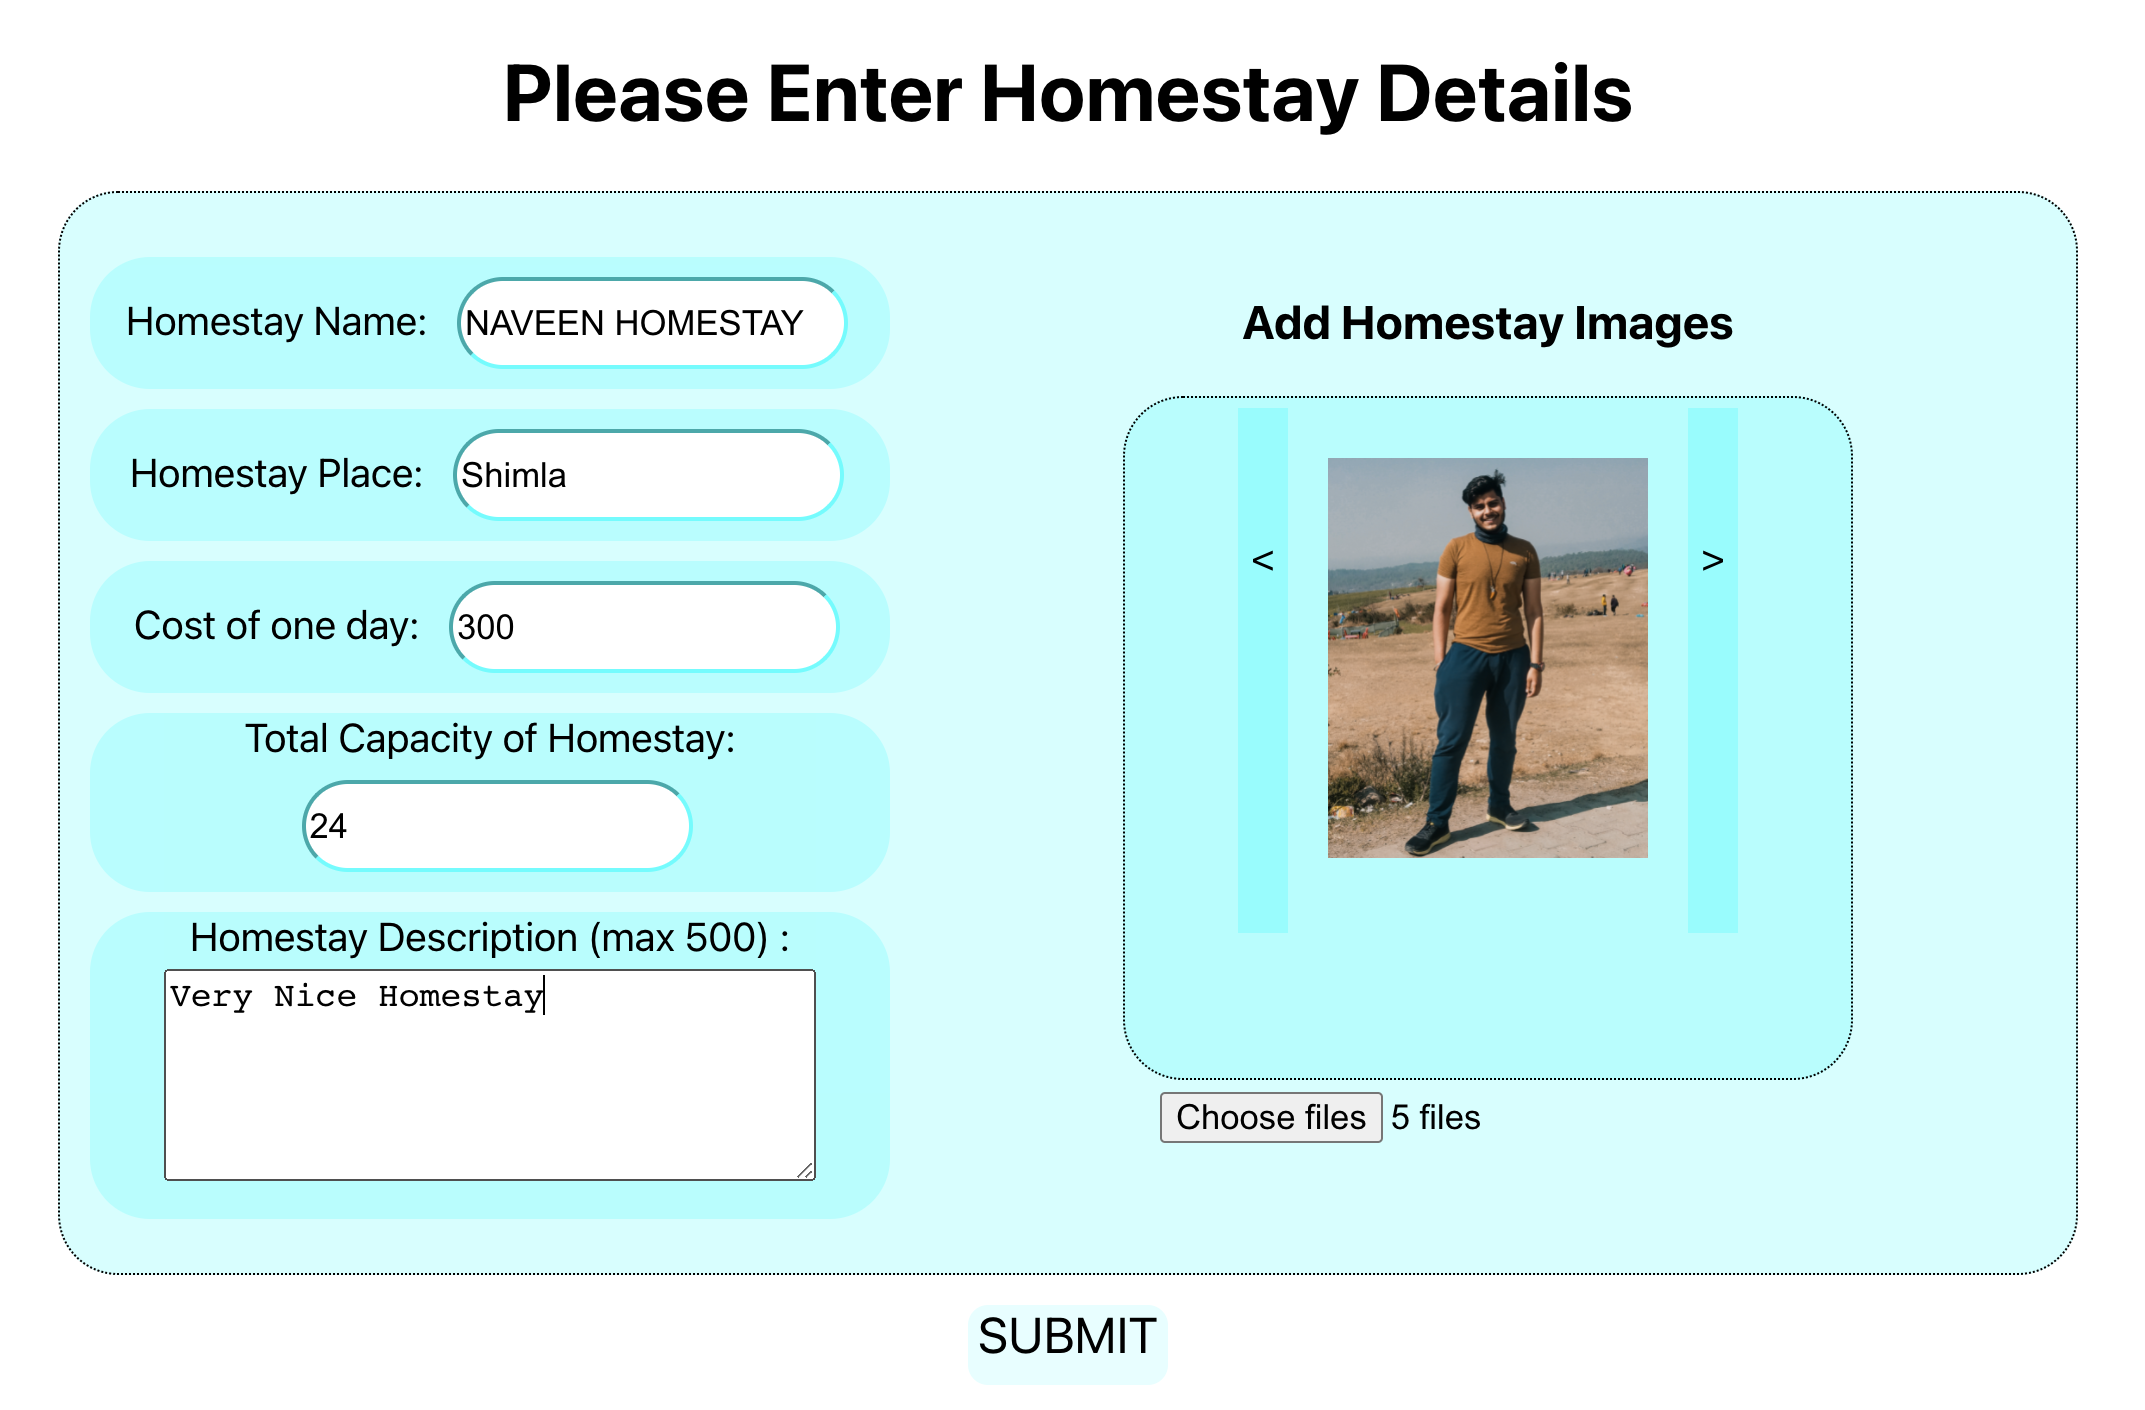 Please Enter Homestay Details
Homestay Name: NAVEEN HOMESTAY
Homestay Place: Shimla
Cost of one day: 300
Total Capacity of Homestay:
24
Homestay Description (max 500) :
Very Nice Homestay
Add Homestay Images
< >
Choose files 5 files
SUBMIT